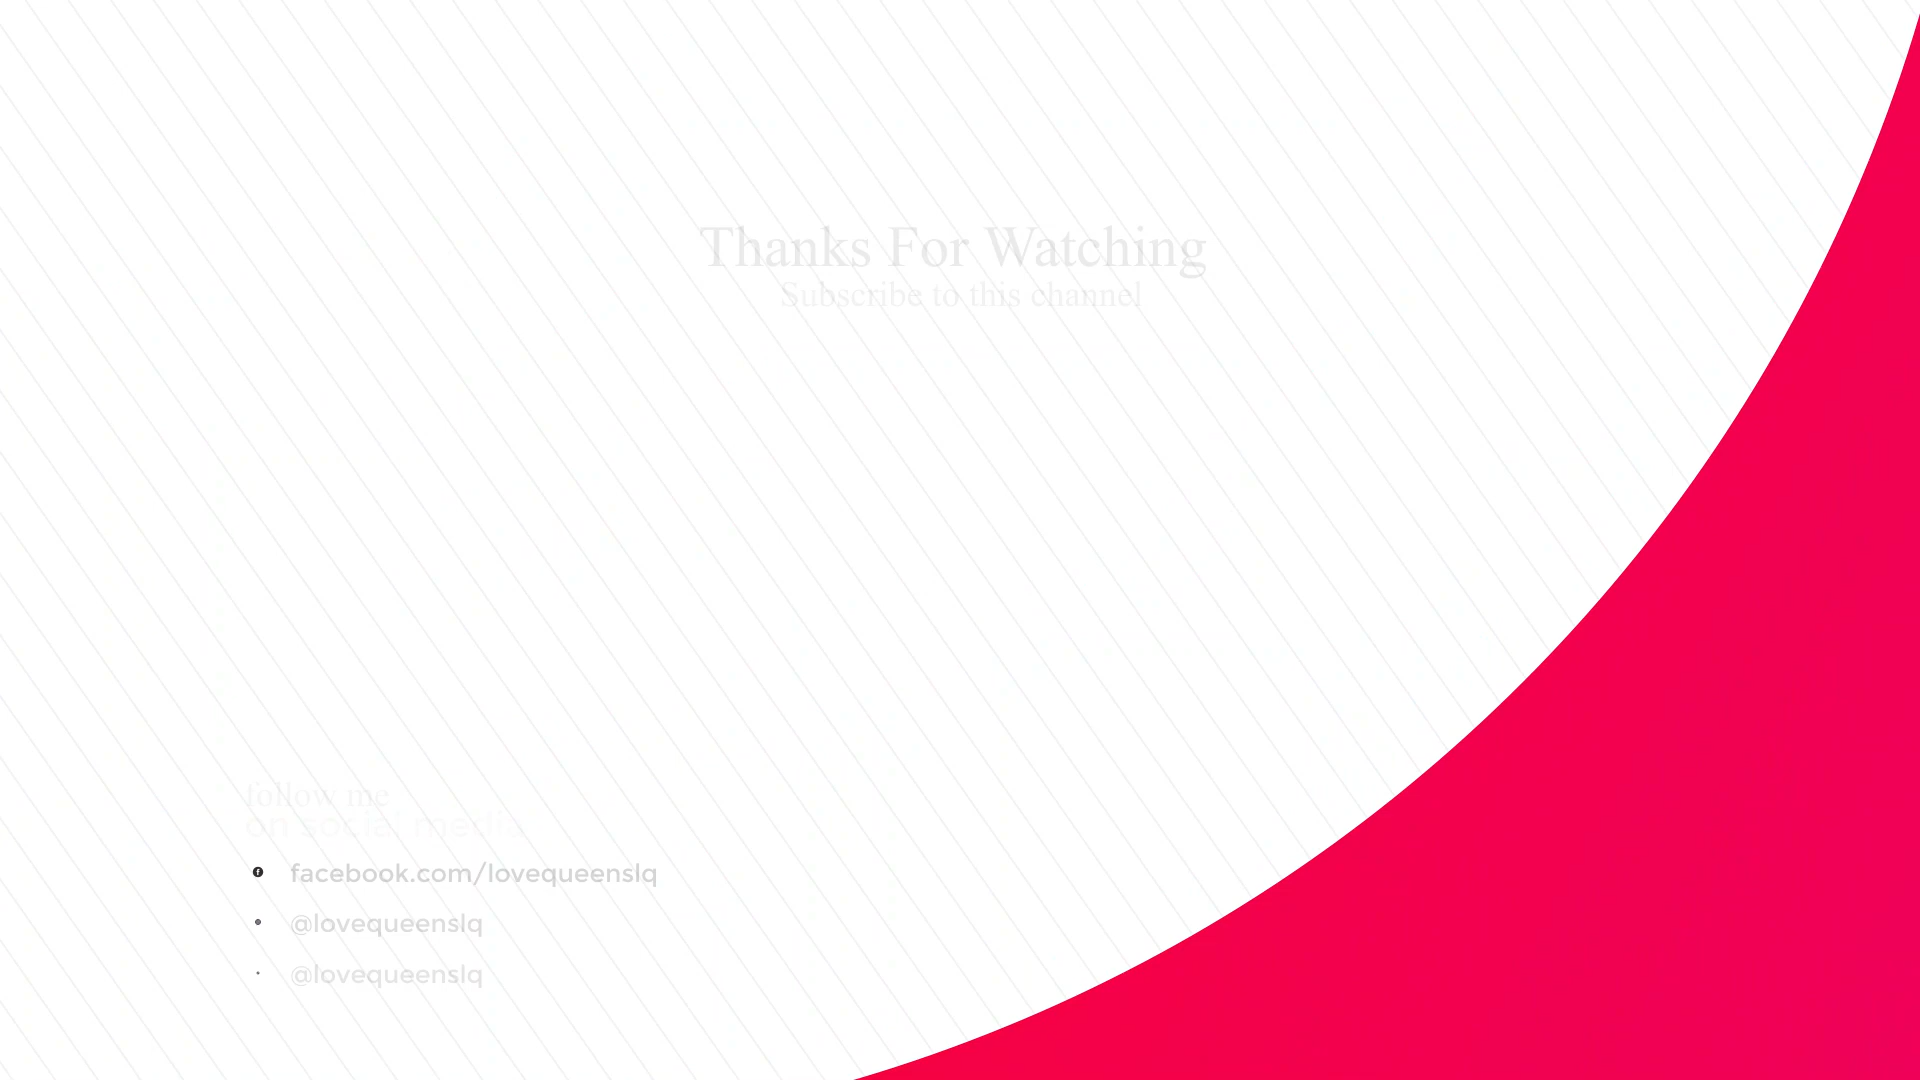 Thanks For Watching
Subscribe to this channel
follow me
on social media
facebook.com/lovequeenslq
@lovequeenslq
@lovequeenslq